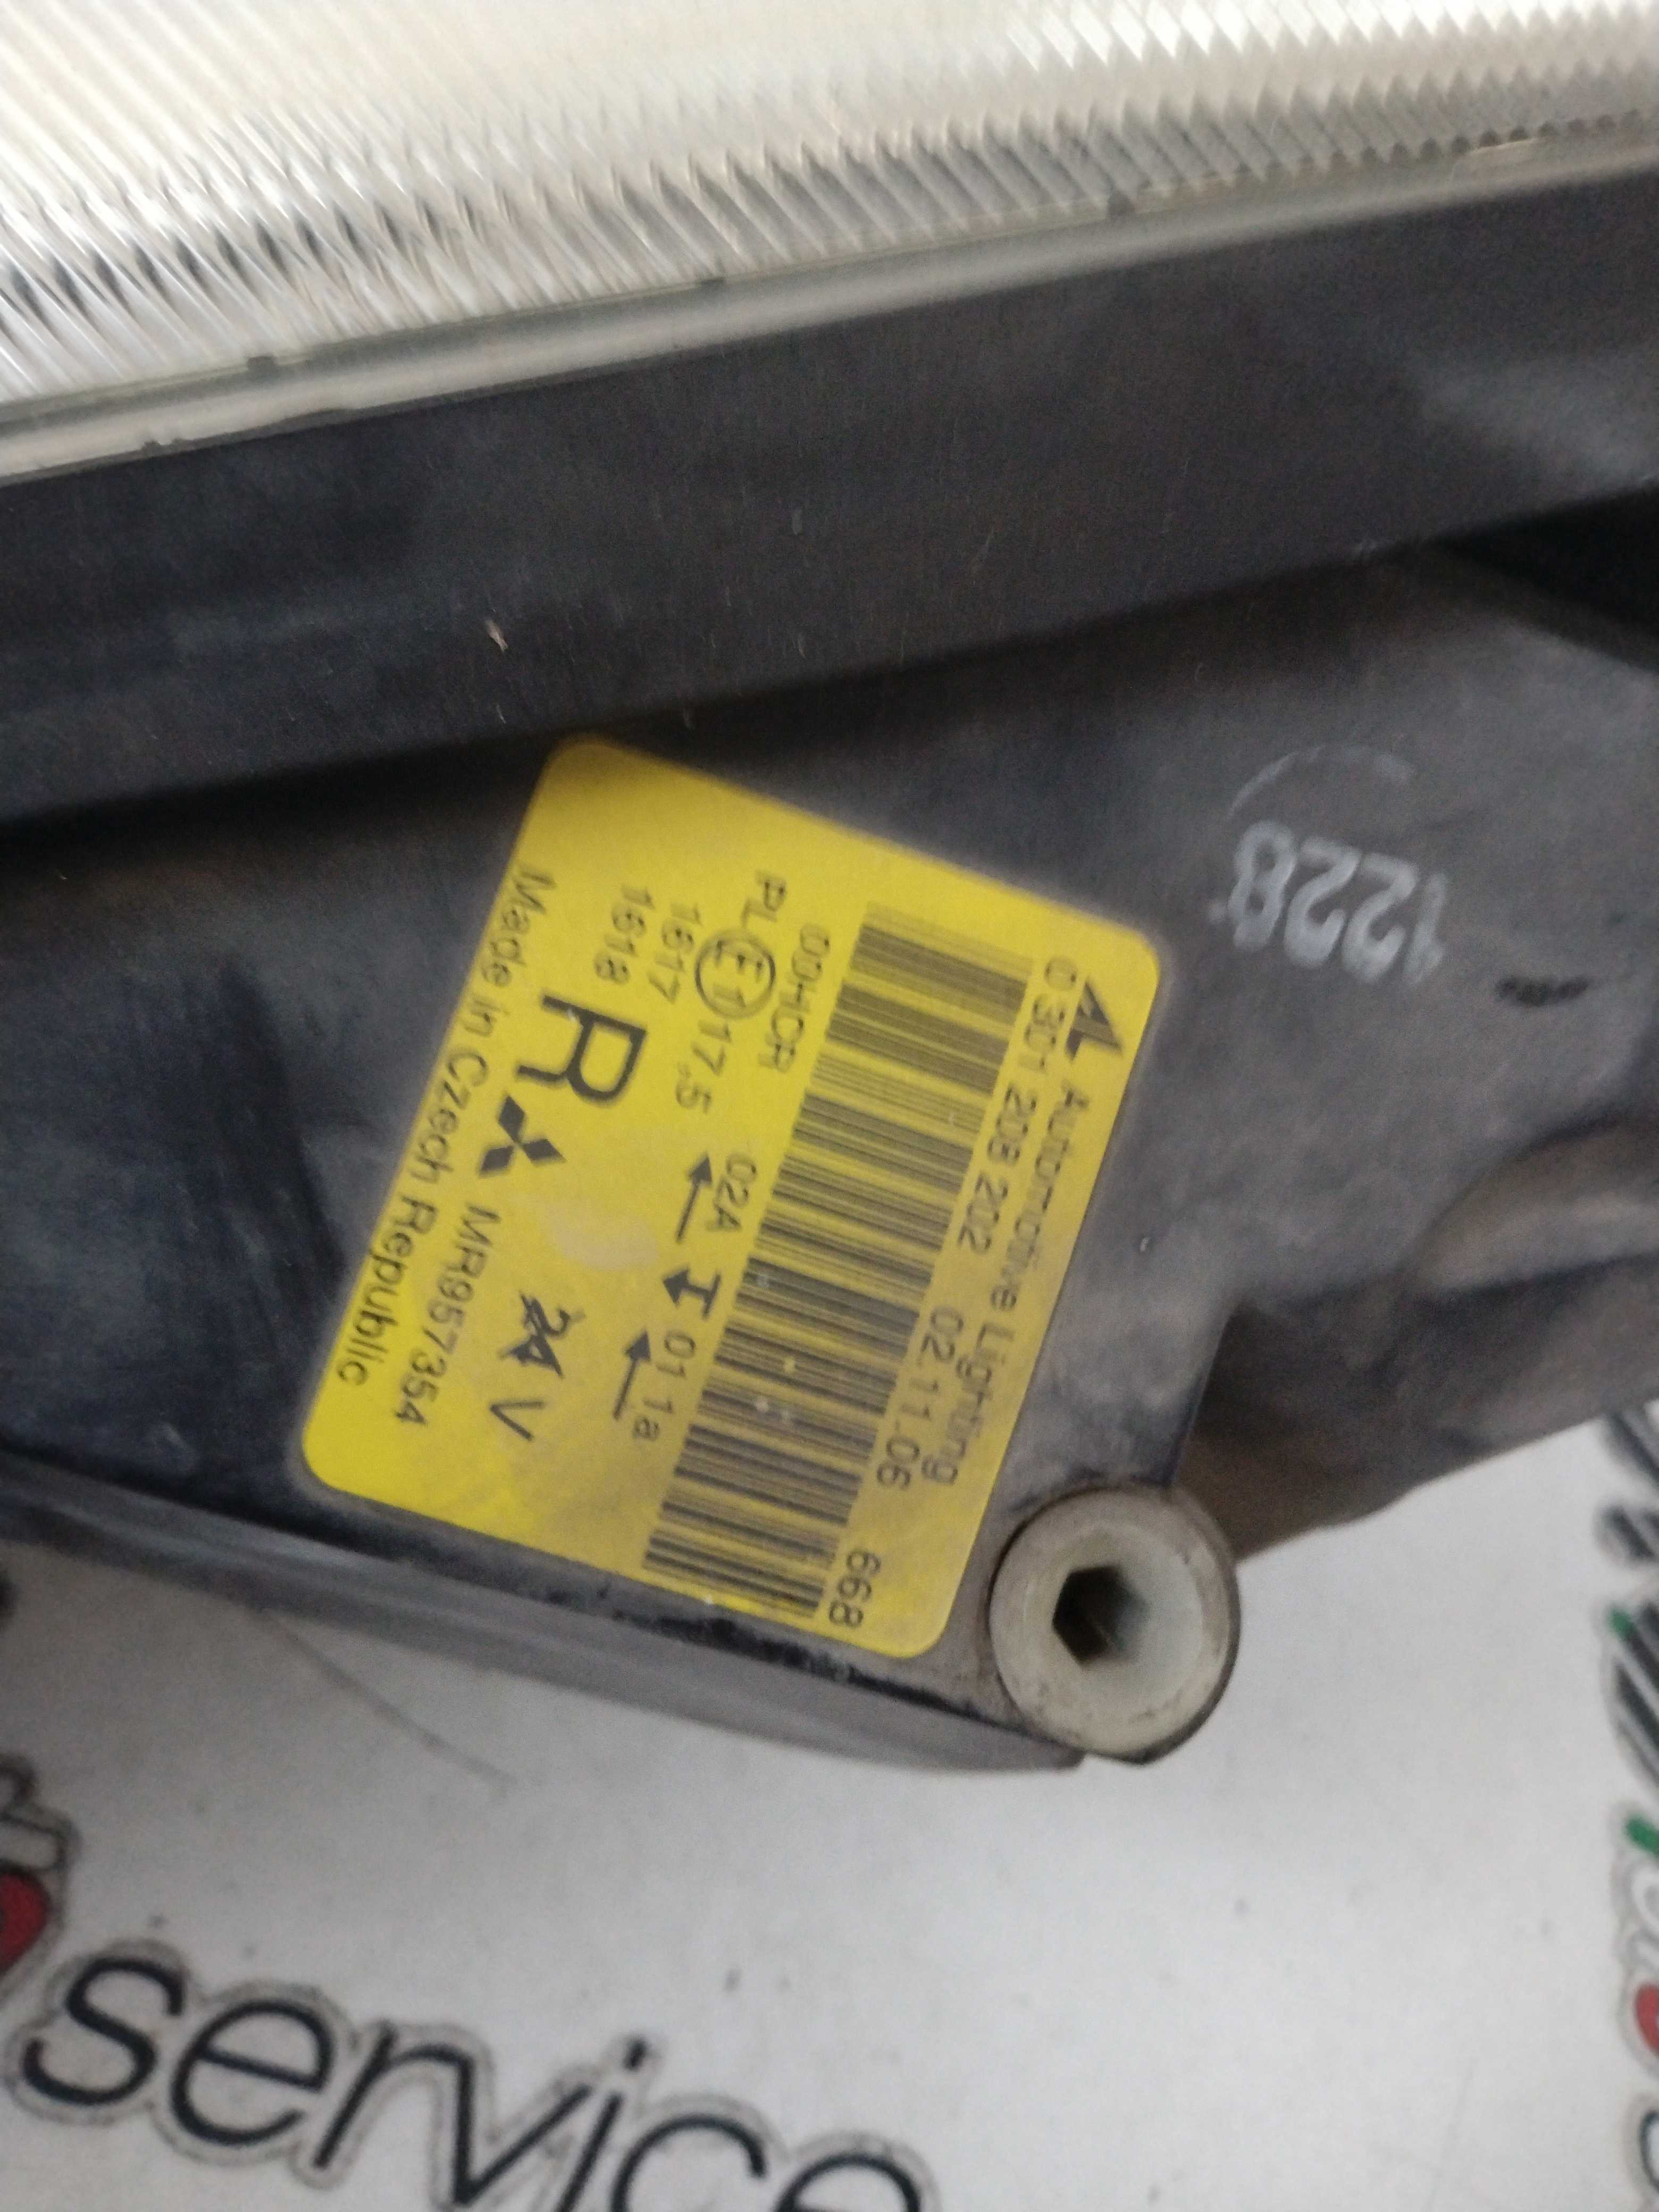 Automotive Lighting
0 301 208 202 02.11.06 668
00HCR 02A 01 1a
PL E1 17,5
1617
1618
R 24 V
MR957354
Made in Czech Republic
1228
service